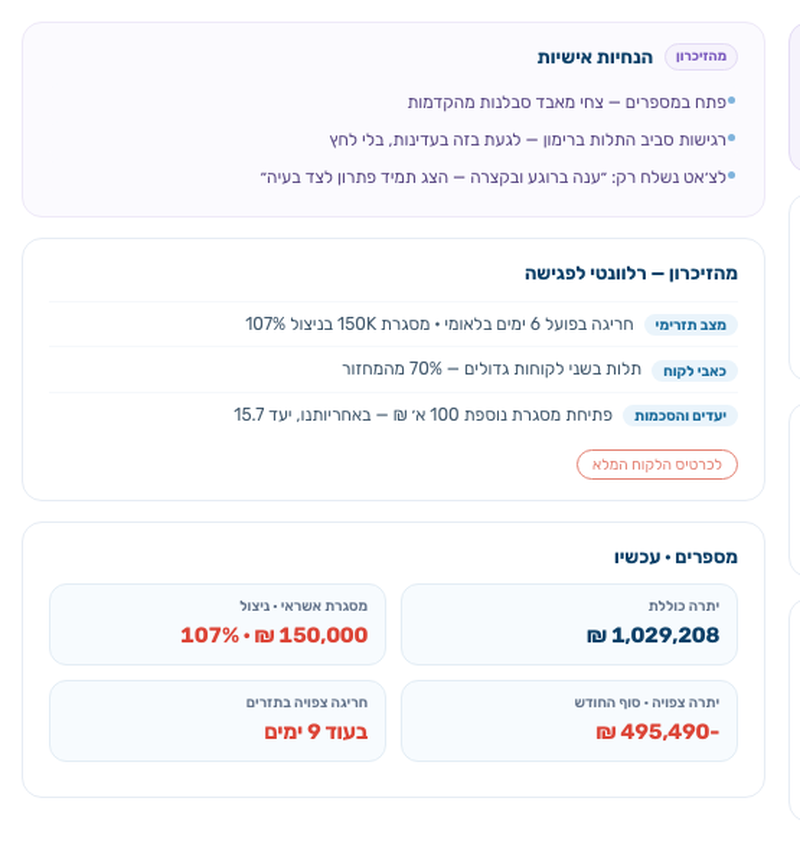 מהזיכרון הנחיות אישיות
פתח במספרים – צחי מאבד סבלנות מהקדמות
רגישות סביב התלות ברימון – לגעת בזה בעדינות, בלי לחץ
לצ׳אט נשלח רק: ״ענה ברוגע ובקצרה – הצג תמיד פתרון לצד בעיה״
מהזיכרון – רלוונטי לפגישה
מצב תזרימי חריגה בפועל 6 ימים בלאומי • מסגרת 150K בניצול 107%
כאבי לקוח תלות בשני לקוחות גדולים – 70% מהמחזור
יעדים והסכמות פתיחת מסגרת נוספת 100 א׳ ₪ – באחריותנו, יעד 15.7
לכרטיס הלקוח המלא
מספרים • עכשיו
יתרה כוללת
1,029,208 ₪
מסגרת אשראי • ניצול
150,000 ₪ • 107%
יתרה צפויה • סוף החודש
-495,490 ₪
חריגה צפויה בתזרים
בעוד 9 ימים